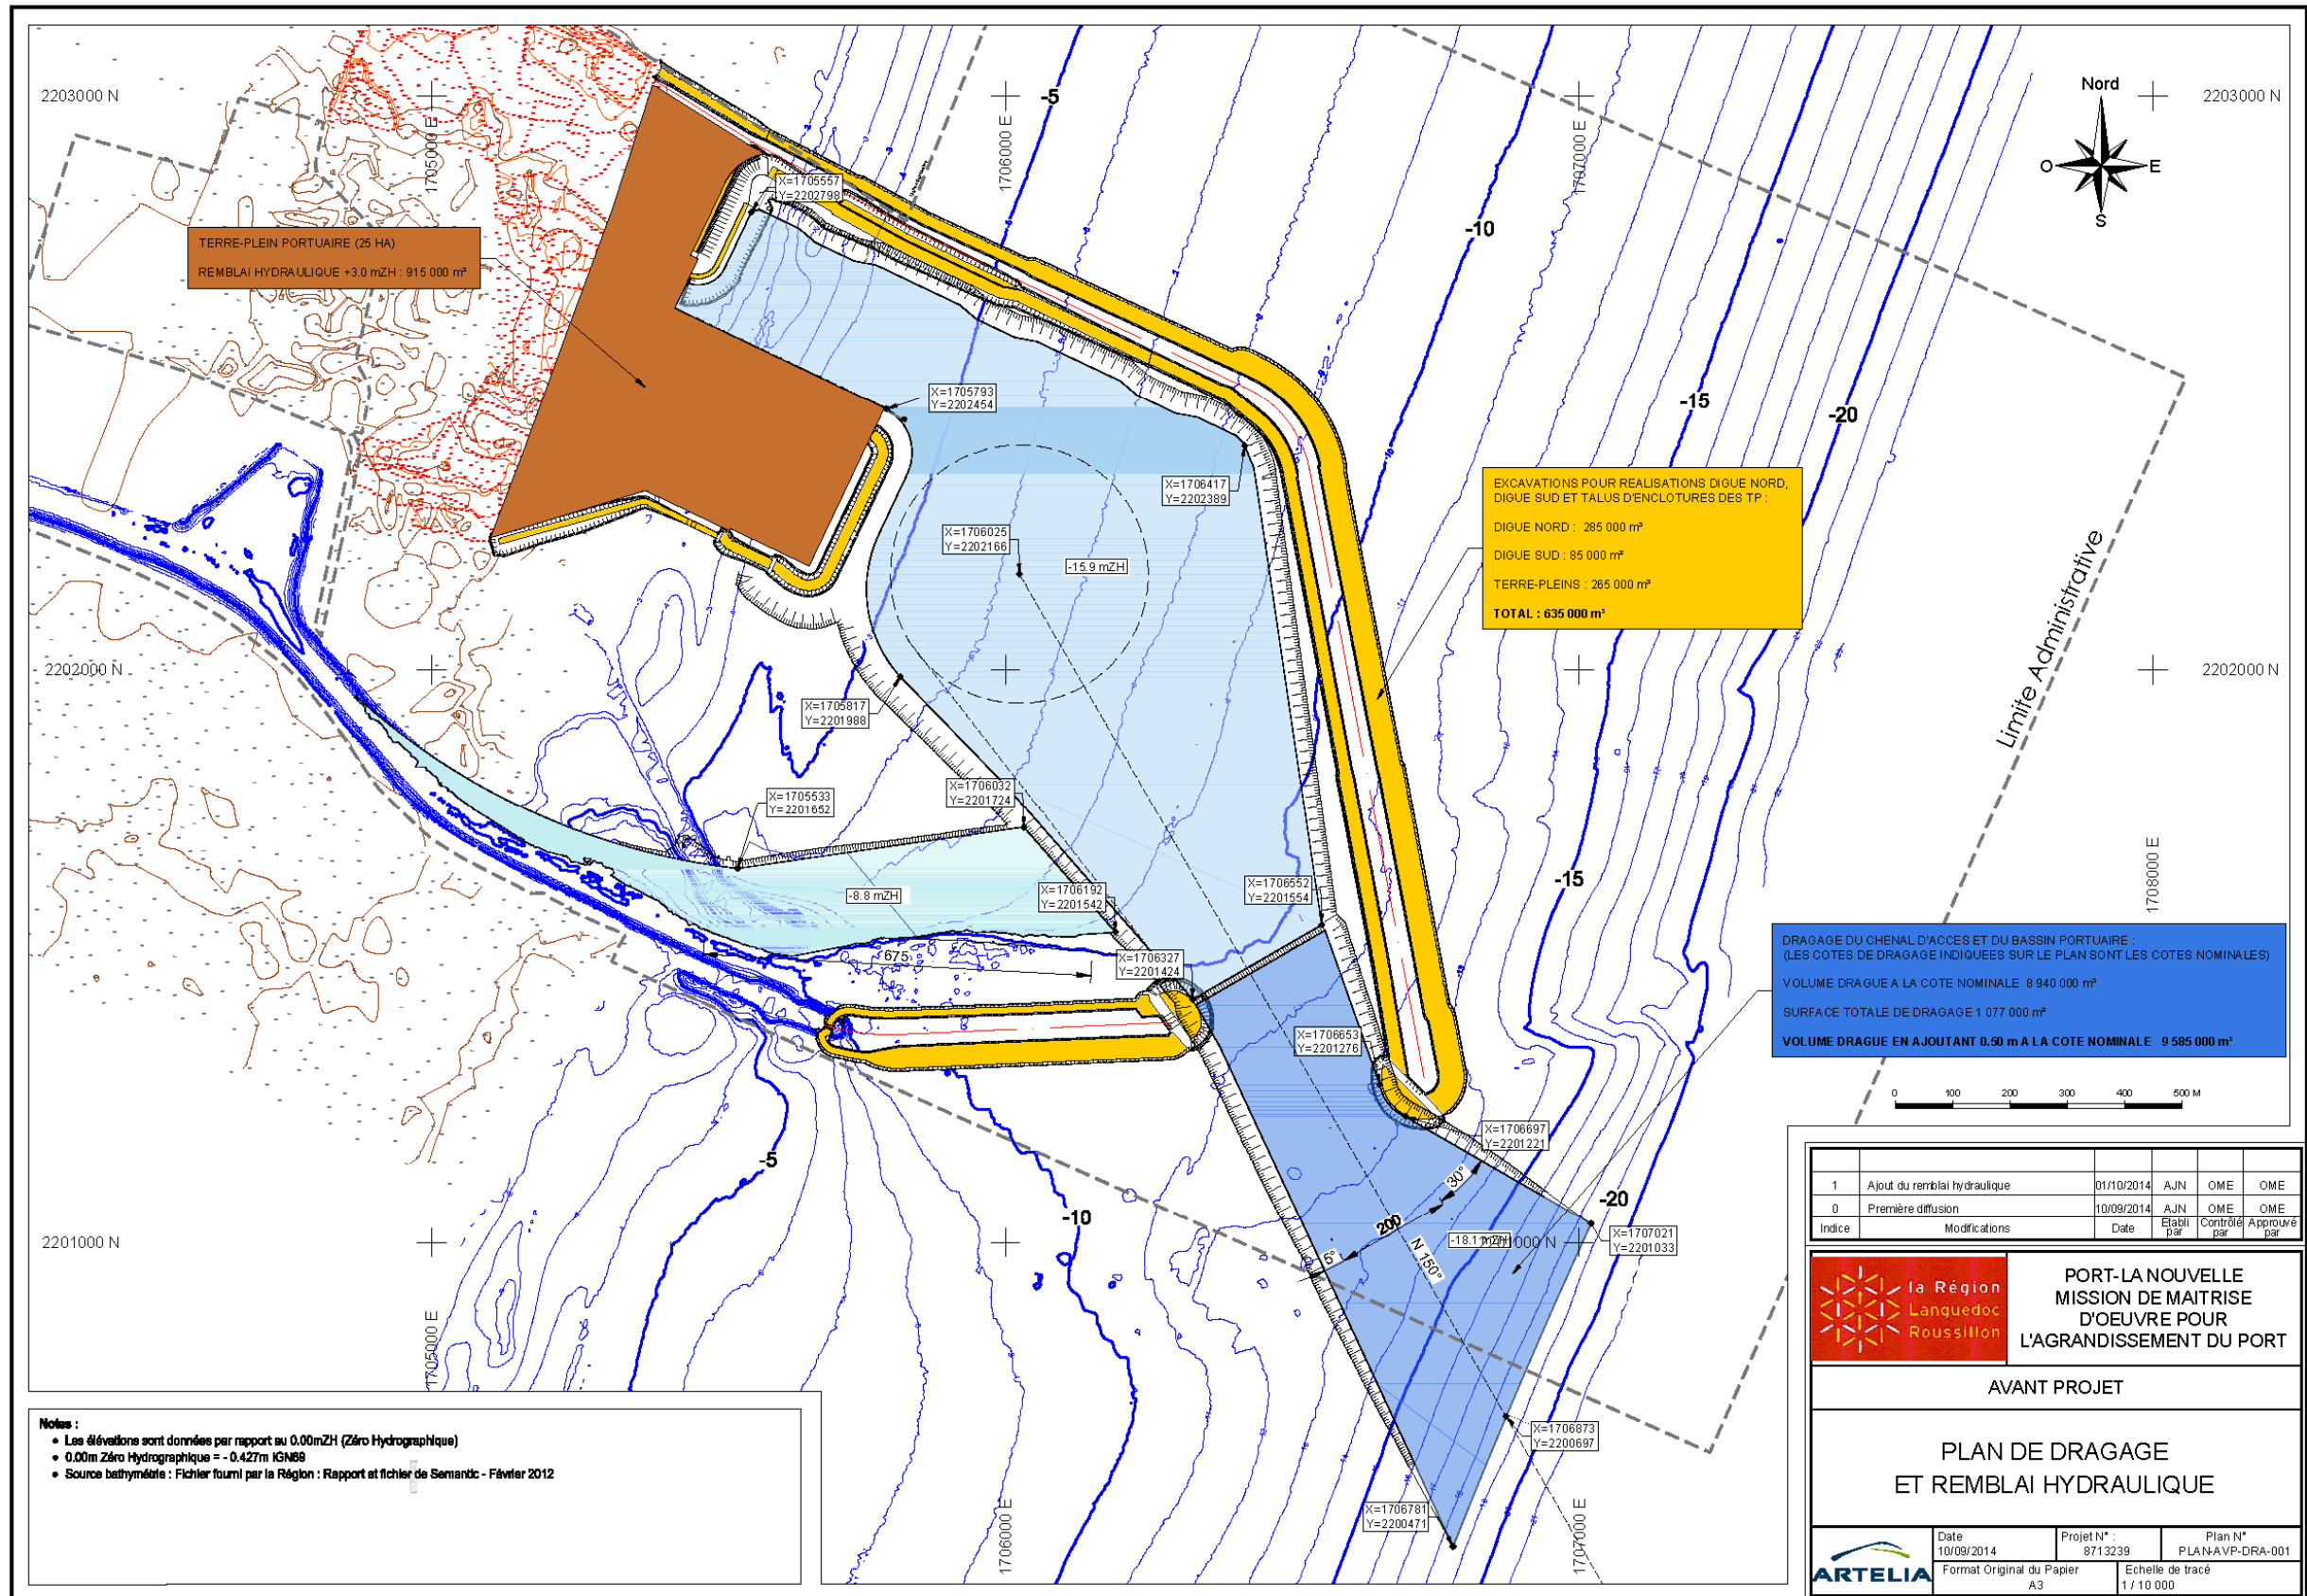 2203000 N
1705000 E
1706000 E
-5
1707000 E
Nord
O
E
S
2203000 N
-10
TERRE-PLEIN PORTUAIRE (25 HA)
REMBLAI HYDRAULIQUE +3.0 mZH : 915 000 m³
X=1705557
Y=2202798
X=1705793
Y=2202454
-15
-20
X=1706417
Y=2202389
X=1706025
Y=2202166
-15.9 mZH
EXCAVATIONS POUR REALISATIONS DIGUE NORD,
DIGUE SUD ET TALUS D'ENCLOTURES DES TP :
DIGUE NORD : 285 000 m³
DIGUE SUD : 85 000 m³
TERRE-PLEINS : 265 000 m³
TOTAL : 635 000 m³
Limite Administrative
2202000 N
2202000 N
X=1705817
Y=2201988
X=1705533
Y=2201652
X=1706032
Y=2201724
-8.8 mZH
X=1706192
Y=2201542
X=1706552
Y=2201554
-15
1708000 E
675
X=1706327
Y=2201424
X=1706653
Y=2201276
DRAGAGE DU CHENAL D'ACCES ET DU BASSIN PORTUAIRE :
(LES COTES DE DRAGAGE INDIQUEES SUR LE PLAN SONT LES COTES NOMINALES)
VOLUME DRAGUE A LA COTE NOMINALE 8 940 000 m³
SURFACE TOTALE DE DRAGAGE 1 077 000 m²
VOLUME DRAGUE EN AJOUTANT 0.50 m A LA COTE NOMINALE 9 585 000 m³
0 100 200 300 400 500 M
-5
X=1706697
Y=2201221
30°
-10
200
-20
5°
N 150°
-18.1 mZH
2201000 N
2201000 N
X=1707021
Y=2201033
1705000 E
1706000 E
1707000 E
X=1706873
Y=2200697
X=1706781
Y=2200471
Notes :
• Les élévations sont données par rapport au 0.00mZH (Zéro Hydrographique)
• 0.00m Zéro Hydrographique = - 0.427m IGN69
• Source bathymétrie : Fichier fourni par la Région : Rapport et fichier de Semantic - Février 2012
1 Ajout du remblai hydraulique 01/10/2014 AJN OME OME
0 Première diffusion 10/09/2014 AJN OME OME
Indice Modifications Date Etabli par Contrôlé par Approuvé par
la Région
Languedoc
Roussillon
PORT-LA NOUVELLE
MISSION DE MAITRISE
D'OEUVRE POUR
L'AGRANDISSEMENT DU PORT
AVANT PROJET
PLAN DE DRAGAGE
ET REMBLAI HYDRAULIQUE
ARTELIA
Date
10/09/2014
Projet N° :
8713239
Plan N°
PLAN-AVP-DRA-001
Format Original du Papier
A3
Echelle de tracé
1 / 10 000